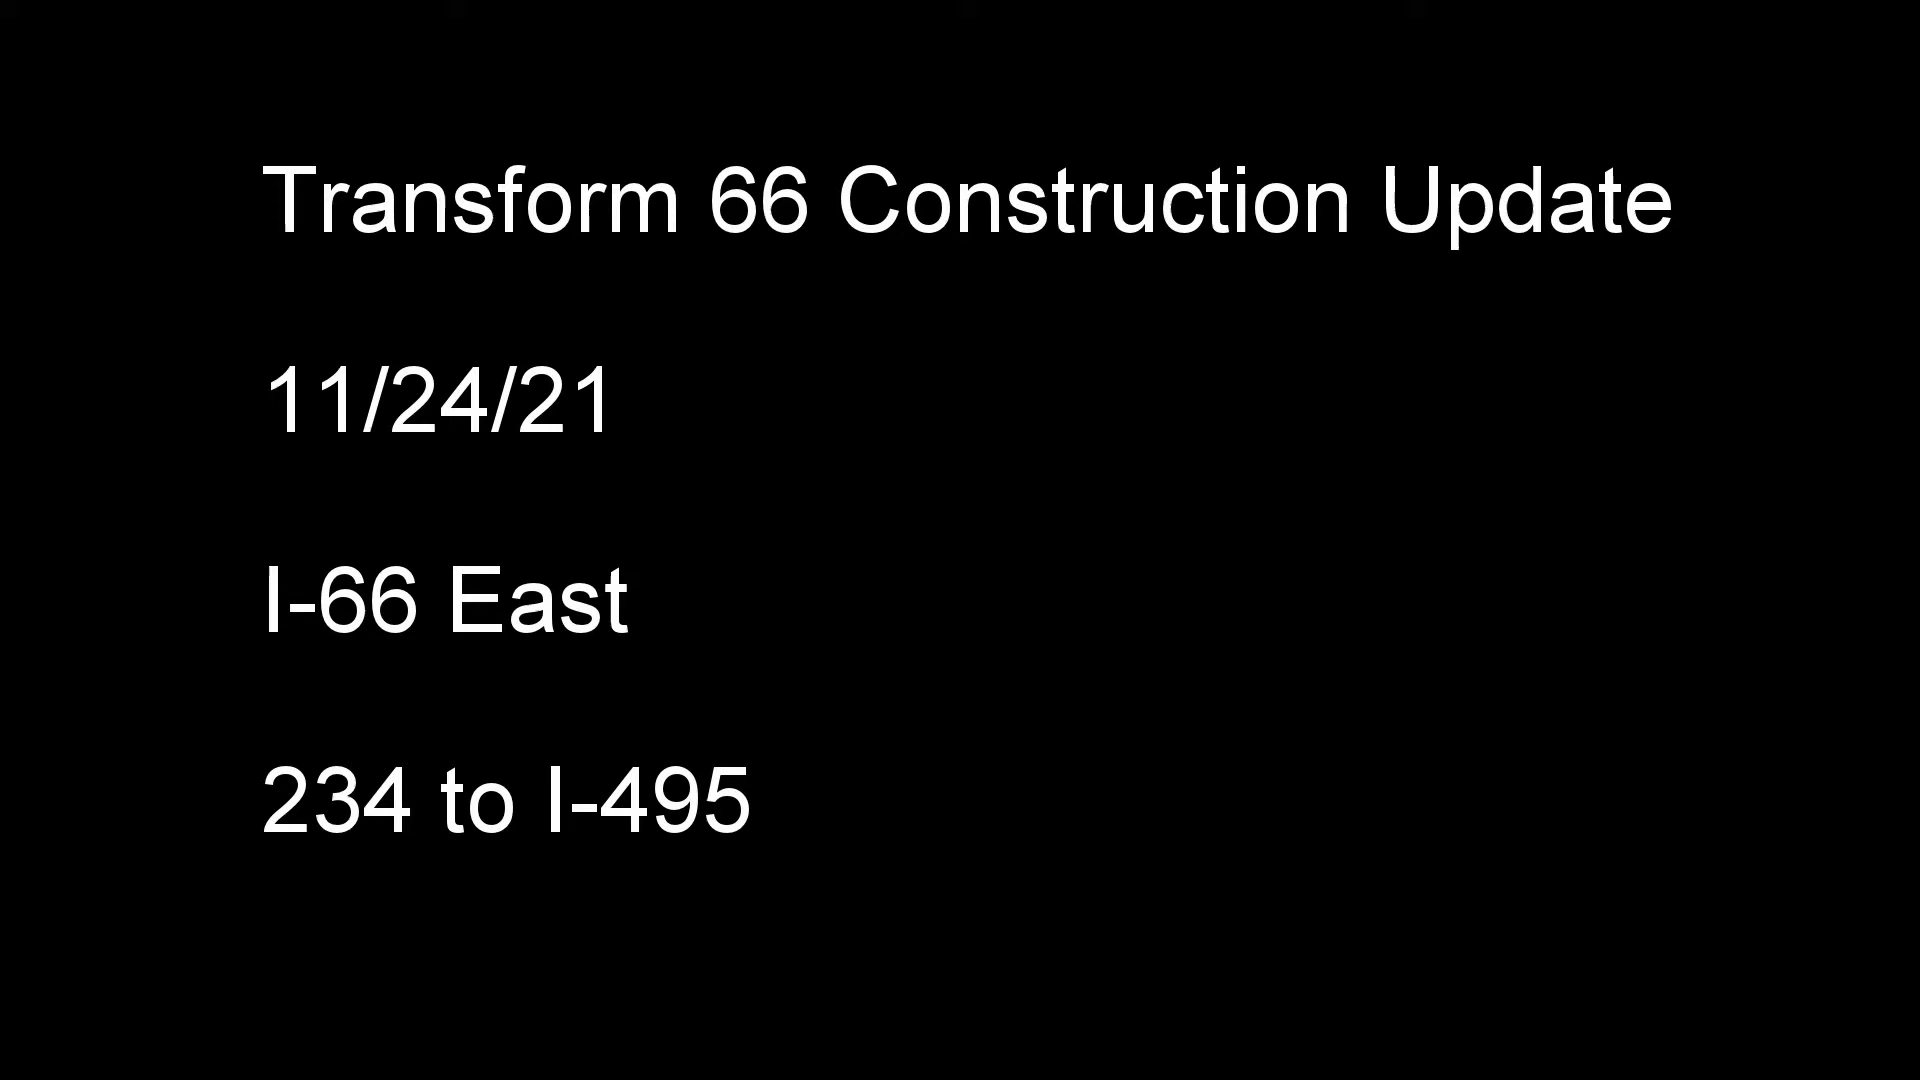 Transform 66 Construction Update
11/24/21
I-66 East
234 to I-495